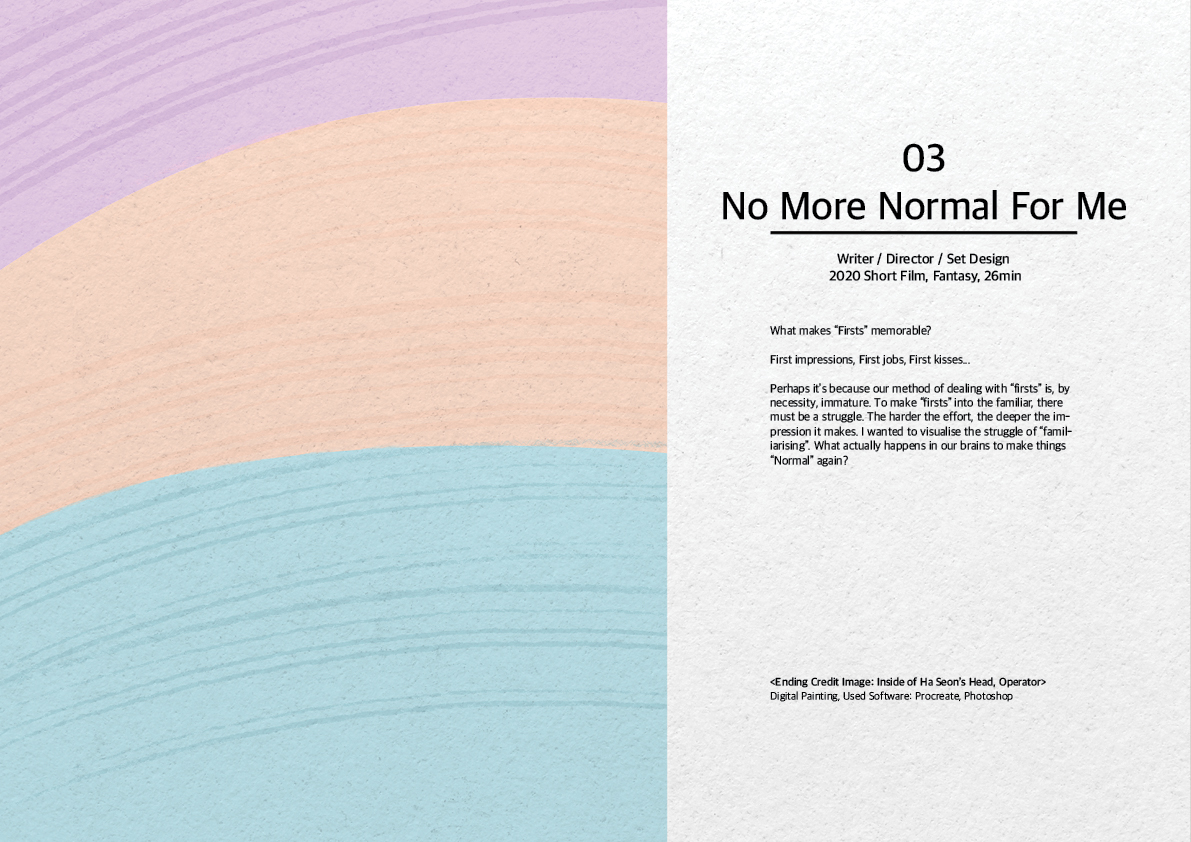 03
No More Normal For Me
Writer / Director / Set Design
2020 Short Film, Fantasy, 26min
What makes “Firsts” memorable?
First impressions, First jobs, First kisses...
Perhaps it's because our method of dealing with “firsts” is, by
necessity, immature. To make “firsts” into the familiar, there
must be a struggle. The harder the effort, the deeper the im-
pression it makes. I wanted to visualise the struggle of “famil-
iarising”. What actually happens in our brains to make things
“Normal” again?
<Ending Credit Image: Inside of Ha Seon's Head, Operator>
Digital Painting, Used Software: Procreate, Photoshop